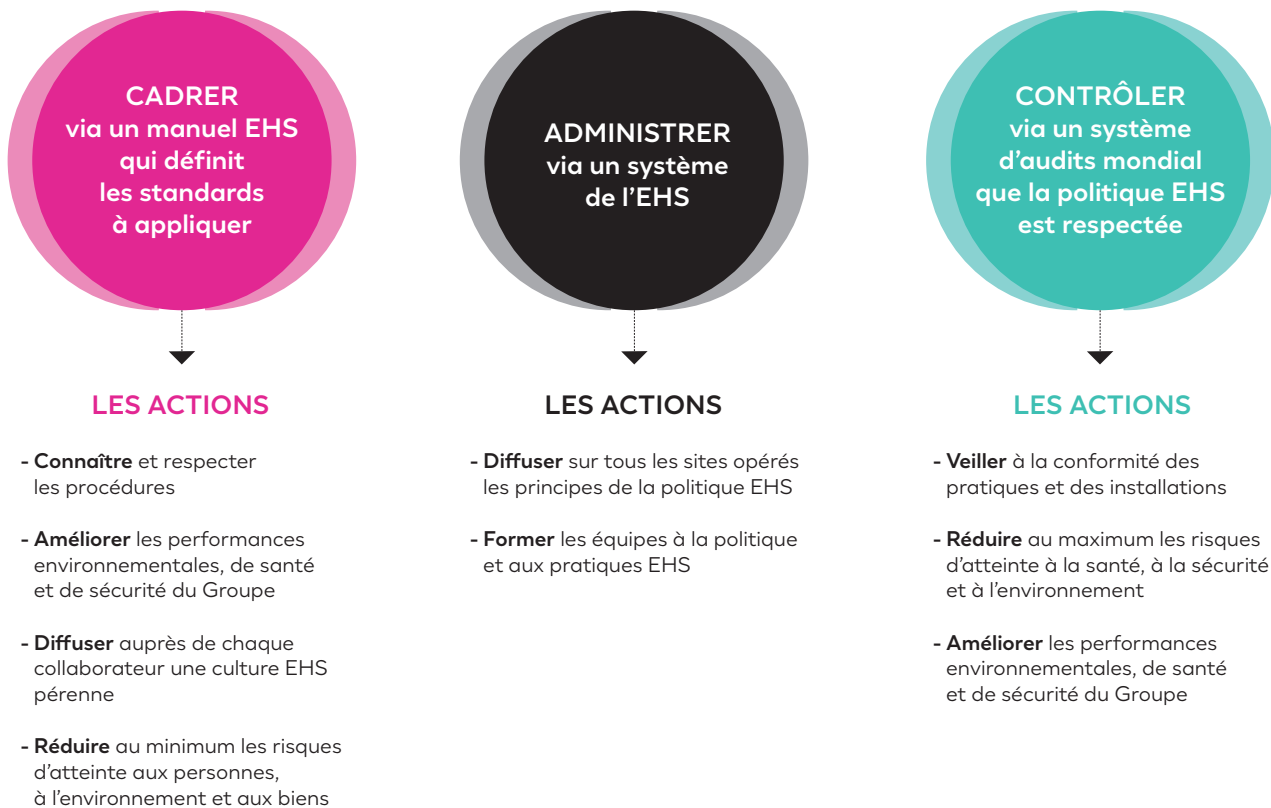 CADRER
via un manuel EHS
qui définit
les standards
à appliquer
LES ACTIONS
- Connaître et respecter
les procédures
- Améliorer les performances
environnementales, de santé
et de sécurité du Groupe
- Diffuser auprès de chaque
collaborateur une culture EHS
pérenne
- Réduire au minimum les risques
d'atteinte aux personnes,
à l'environnement et aux biens
ADMINISTRER
via un système
de l'EHS
LES ACTIONS
- Diffuser sur tous les sites opérés
les principes de la politique EHS
- Former les équipes à la politique
et aux pratiques EHS
CONTRÔLER
via un système
d'audits mondial
que la politique EHS
est respectée
LES ACTIONS
- Veiller à la conformité des
pratiques et des installations
- Réduire au maximum les risques
d'atteinte à la santé, à la sécurité
et à l'environnement
- Améliorer les performances
environnementales, de santé
et de sécurité du Groupe